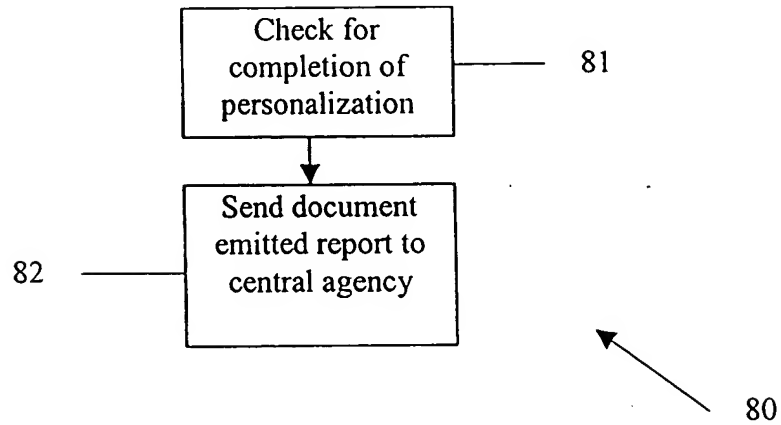 Check for
completion of
personalization
81
Send document
emitted report to
central agency
82
80